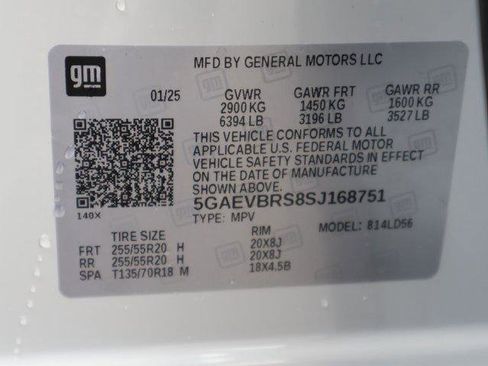 gm
MFD BY GENERAL MOTORS LLC
01/25 GVWR GAWR FRT GAWR RR
2900 KG 1450 KG 1600 KG
6394 LB 3196 LB 3527 LB
THIS VEHICLE CONFORMS TO ALL
APPLICABLE U.S. FEDERAL MOTOR
VEHICLE SAFETY STANDARDS IN EFFECT
ON THE DATE OF MANUFACTURE
SHOWN ABOVE.
5GAEVBRS8SJ168751
140X
TYPE: MPV MODEL: 814LD56
TIRE SIZE RIM
FRT 255/55R20 H 20X8J
RR 255/55R20 H 20X8J
SPA T135/70R18 M 18X4.5B